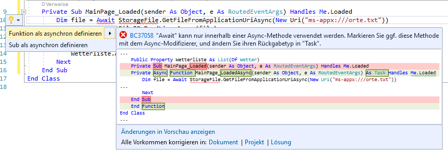 0 Verweise
Private Sub MainPage_Loaded(sender As Object, e As RoutedEventArgs) Handles Me.Loaded
Dim file = Await StorageFile.GetFileFromApplicationUriAsync(New Uri("ms-appx:///orte.txt"))
Funktion als asynchron definieren
Sub als asynchron definieren
Wetterliste.
Next
End Sub
End Class
BC37058 "Await" kann nur innerhalb einer Async-Methode verwendet werden. Markieren Sie ggf. diese Methode
mit dem Async-Modifizierer, und ändern Sie ihren Rückgabetyp in "Task".
...
Public Property Wetterliste As List(Of Wetter)
Private Sub MainPage_Loaded(sender As Object, e As RoutedEventArgs) Handles Me.Loaded
Private Async Function MainPage_LoadedAsync(sender As Object, e As RoutedEventArgs) As Task Handles Me.Loaded
Dim file = Await StorageFile.GetFileFromApplicationUriAsync(New Uri("ms-appx:///orte.txt"))
...
Next
End Sub
End Function
End Class
...
Änderungen in Vorschau anzeigen
Alle Vorkommen korrigieren in: Dokument | Projekt | Lösung